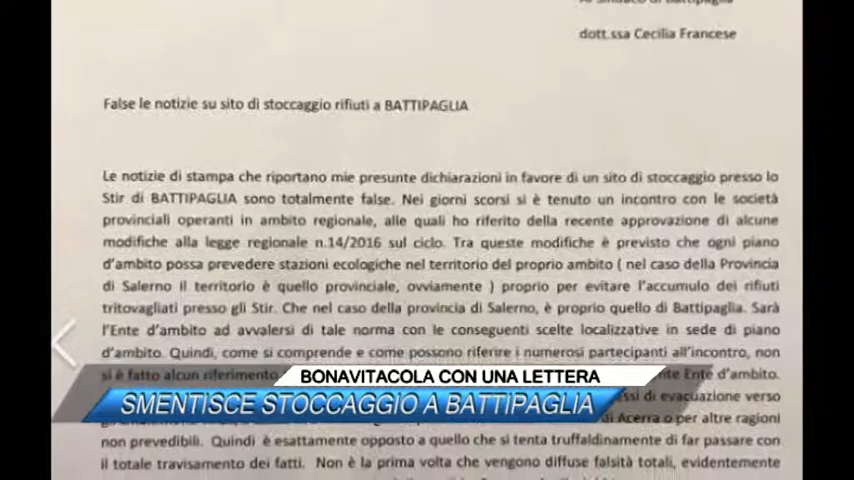 Al sindaco di Battipaglia
dott.ssa Cecilia Francese
False le notizie su sito di stoccaggio rifiuti a BATTIPAGLIA
Le notizie di stampa che riportano mie presunte dichiarazioni in favore di un sito di stoccaggio presso lo
Stir di BATTIPAGLIA sono totalmente false. Nei giorni scorsi si è tenuto un incontro con le società
provinciali operanti in ambito regionale, alle quali ho riferito della recente approvazione di alcune
modifiche alla legge regionale n.14/2016 sul ciclo. Tra queste modifiche è previsto che ogni piano
d’ambito possa prevedere stazioni ecologiche nel territorio del proprio ambito ( nel caso della Provincia
di Salerno il territorio è quello provinciale, ovviamente ) proprio per evitare l’accumulo dei rifiuti
tritovagliati presso gli Stir. Che nel caso della provincia di Salerno, è proprio quello di Battipaglia. Sarà
l’Ente d’ambito ad avvalersi di tale norma con le conseguenti scelte localizzative in sede di piano
d’ambito. Quindi, come si comprende e come possono riferire i numerosi partecipanti all’incontro, non
si è fatto alcun riferimento Ente d’ambito.
di evacuazione verso
di Acerra o per altre ragioni
non prevedibili. Quindi è esattamente opposto a quello che si tenta truffaldinamente di far passare con
il totale travisamento dei fatti. Non è la prima volta che vengono diffuse falsità totali, evidentemente
BONAVITACOLA CON UNA LETTERA
SMENTISCE STOCCAGGIO A BATTIPAGLIA